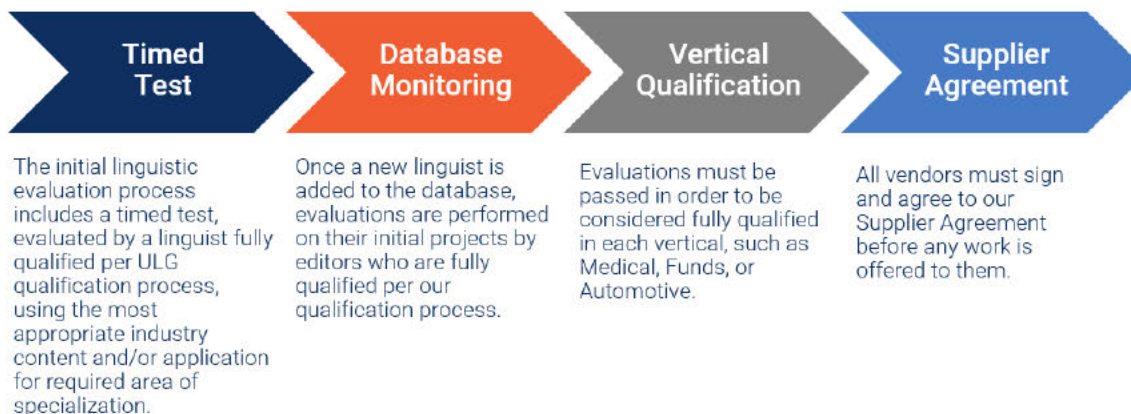 Timed
Test
Database
Monitoring
Vertical
Qualification
Supplier
Agreement
The initial linguistic
evaluation process
includes a timed test,
evaluated by a linguist fully
qualified per ULG
qualification process,
using the most
appropriate industry
content and/or application
for required area of
specialization.
Once a new linguist is
added to the database,
evaluations are performed
on their initial projects by
editors who are fully
qualified per our
qualification process.
Evaluations must be
passed in order to be
considered fully qualified
in each vertical, such as
Medical, Funds, or
Automotive.
All vendors must sign
and agree to our
Supplier Agreement
before any work is
offered to them.